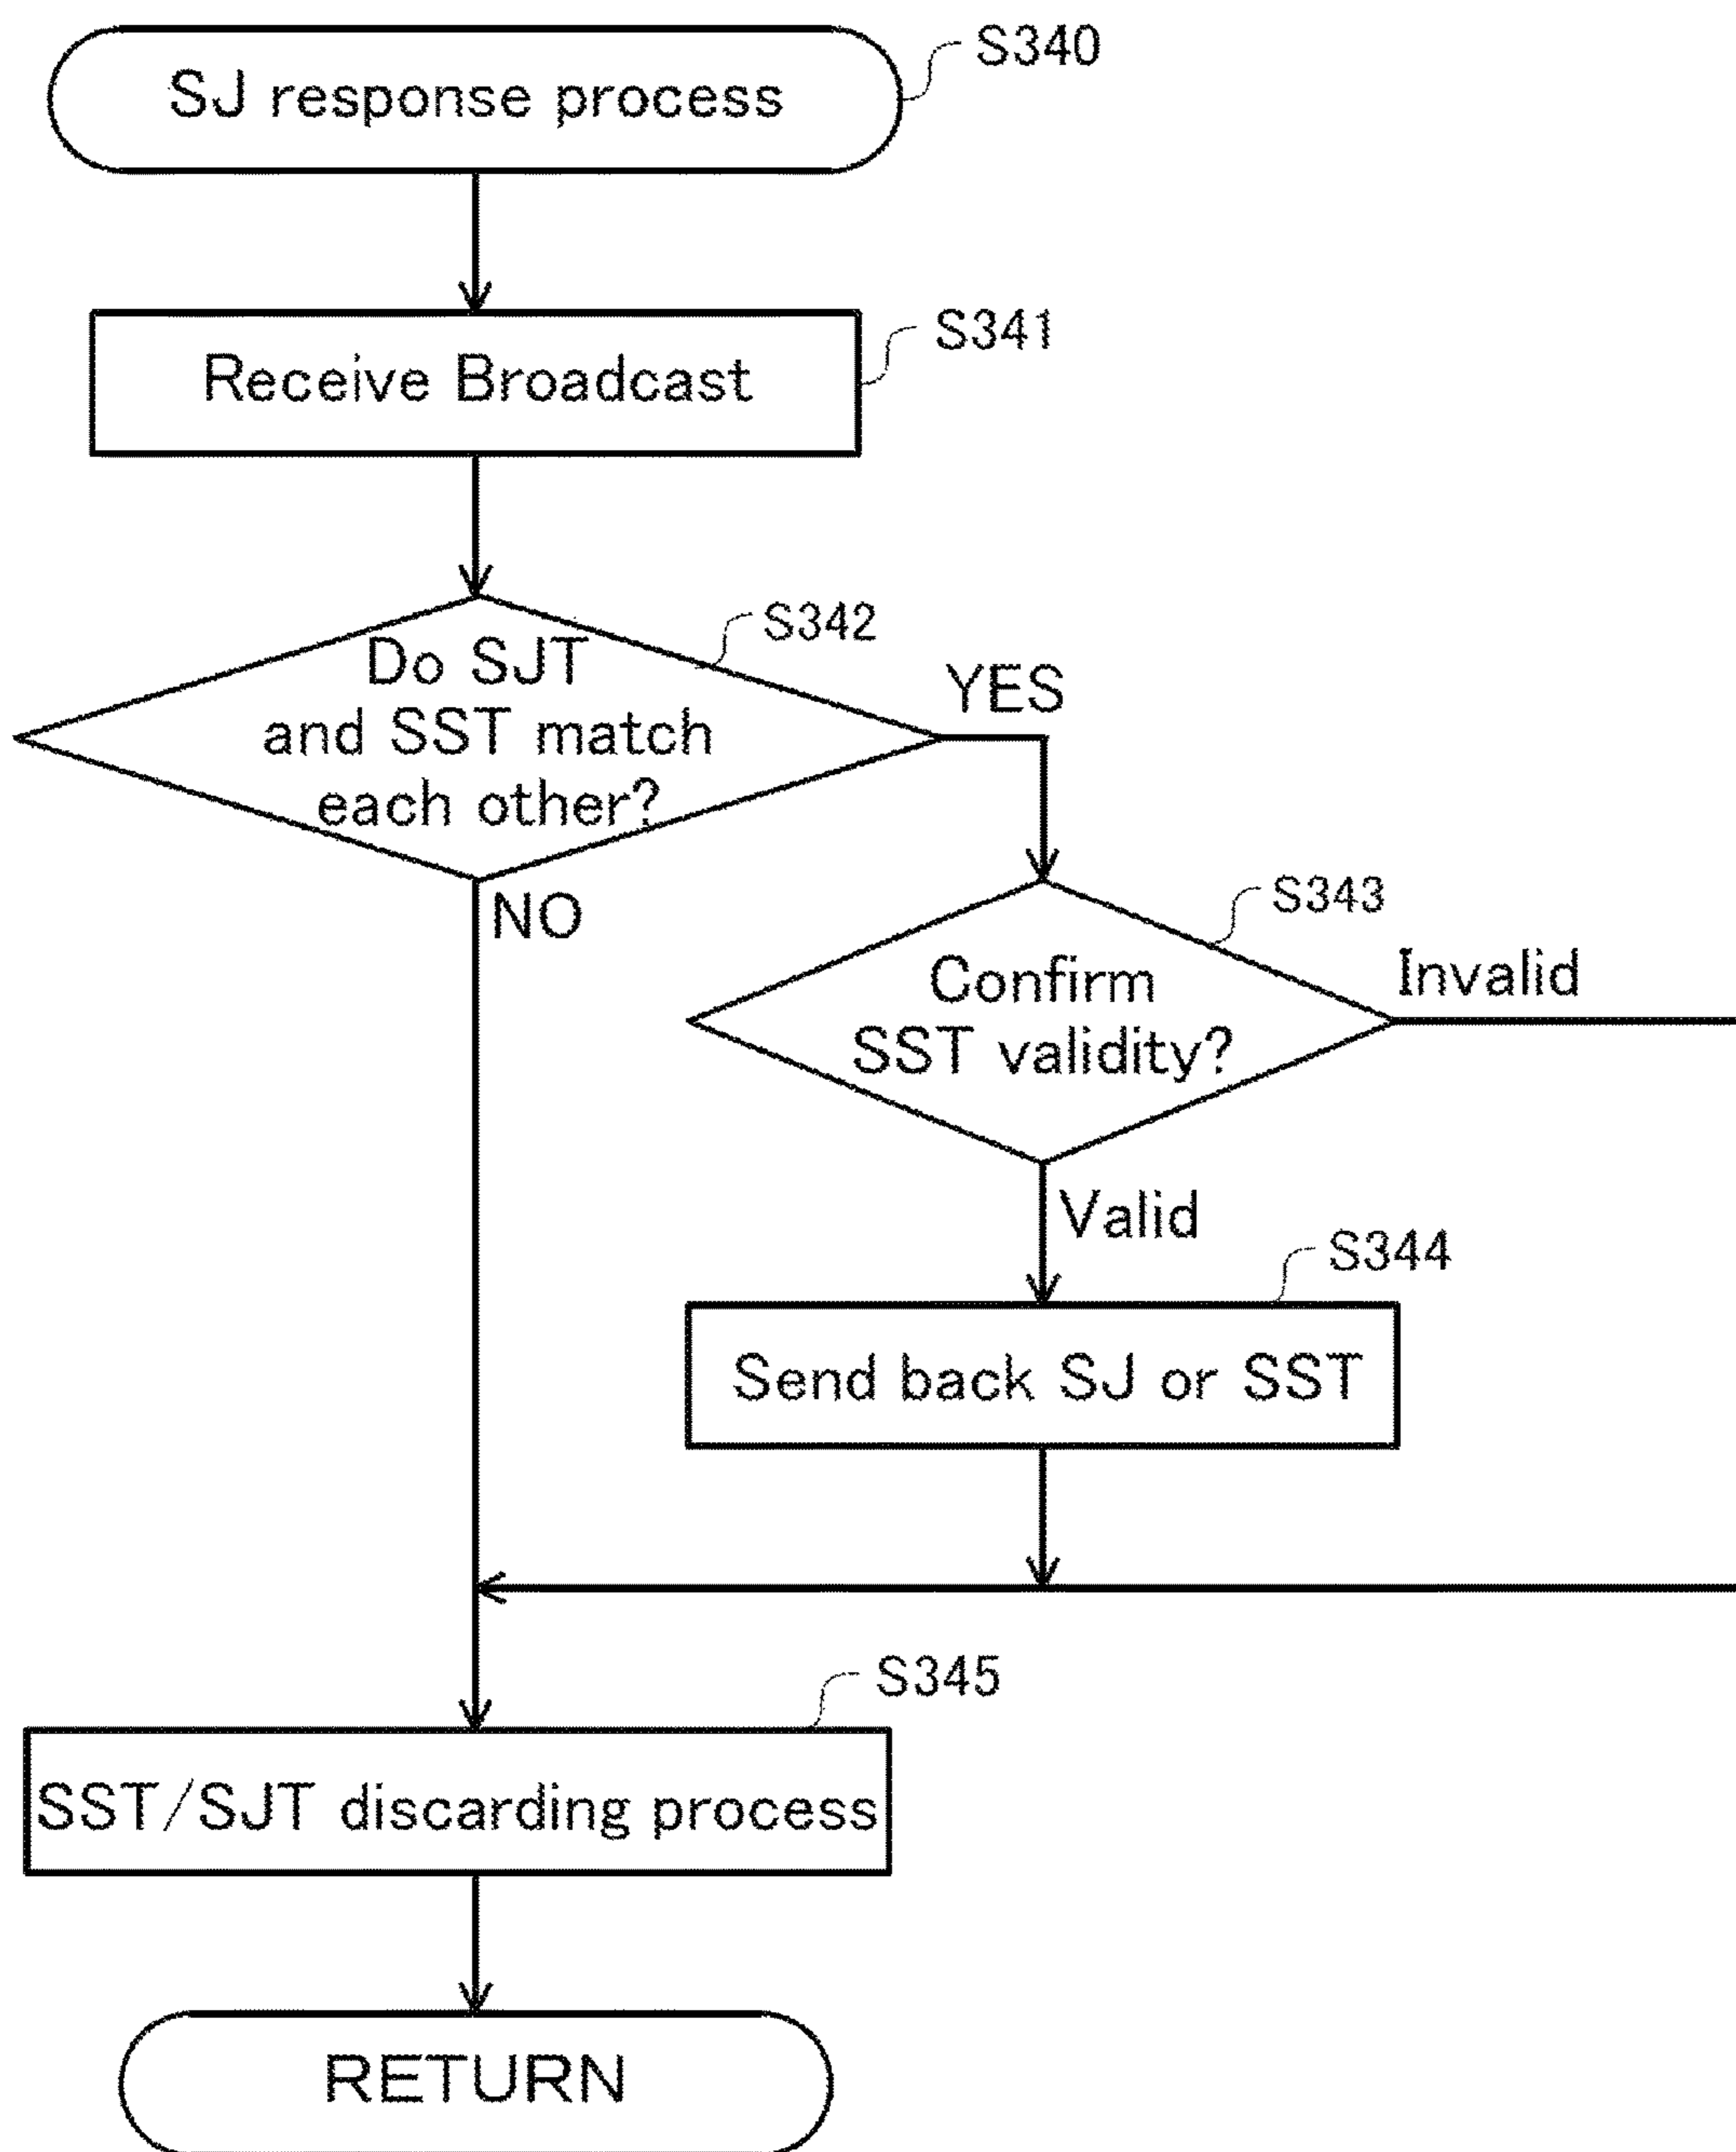 SJ response process
S340
Receive Broadcast
S341
Do SJT
and SST match
each other?
S342
YES
NO
Confirm
SST validity?
S343
Invalid
Valid
Send back SJ or SST
S344
SST/SJT discarding process
S345
RETURN